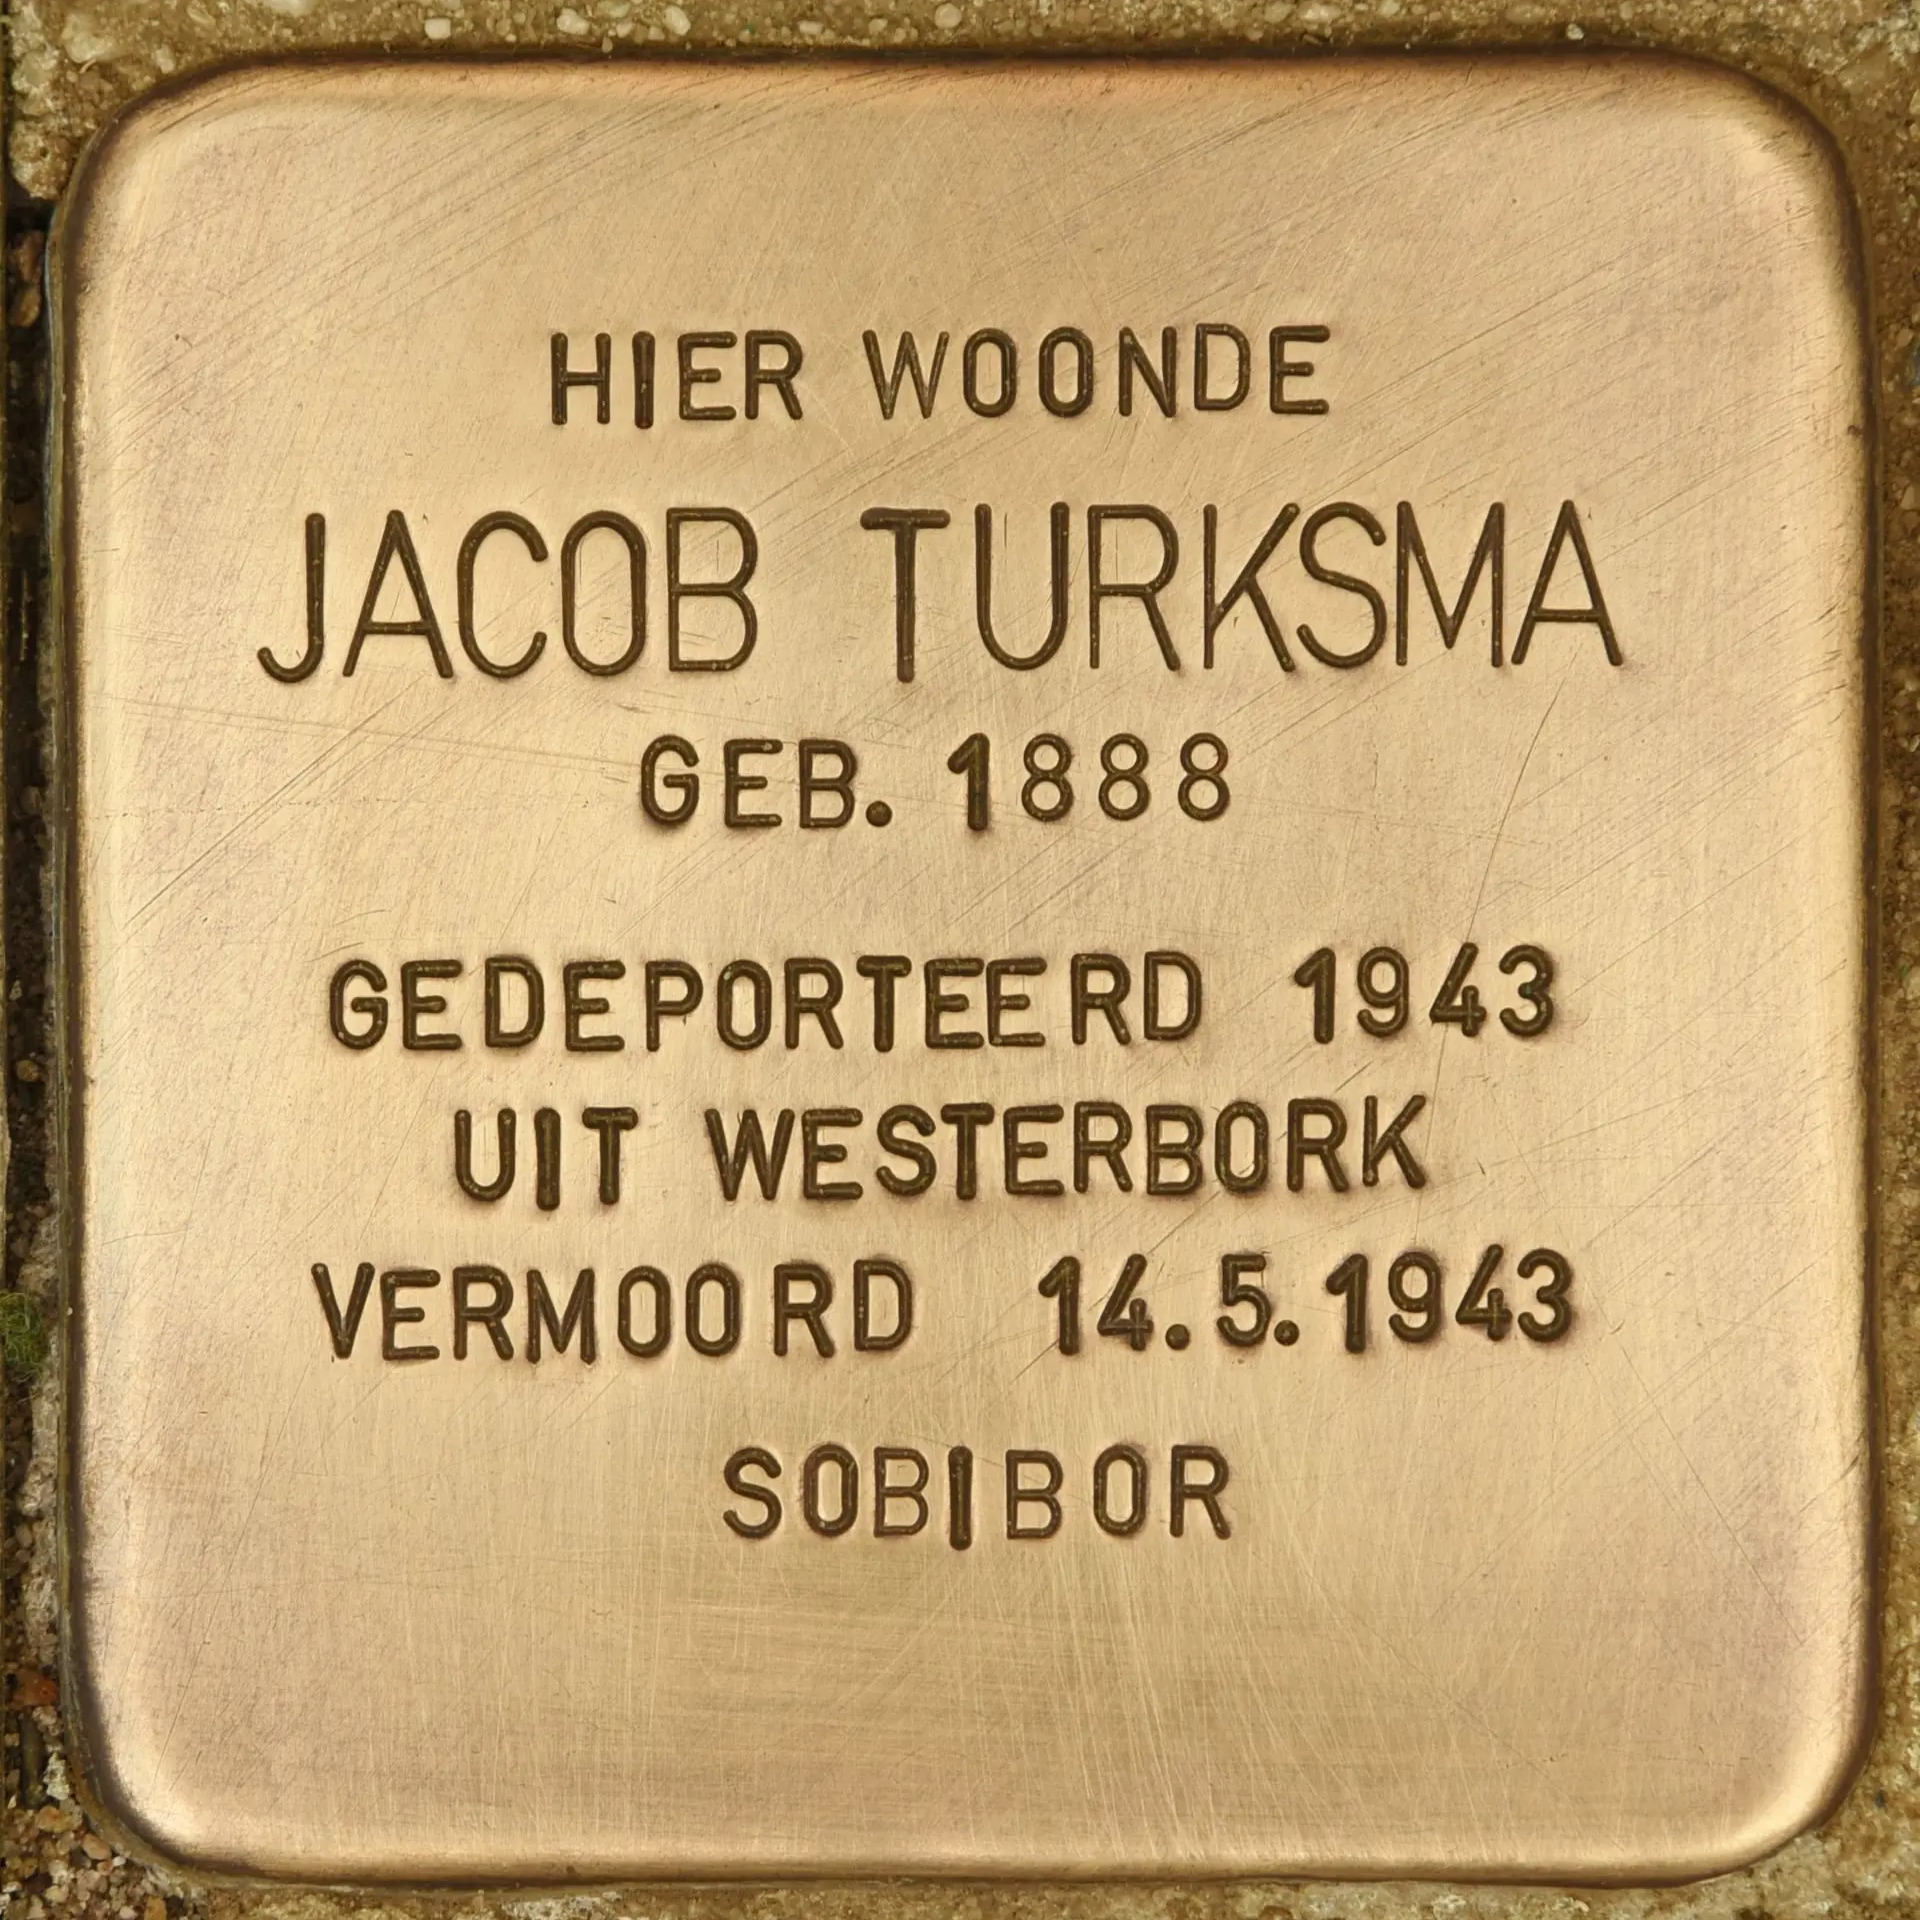 HIER WOONDE
JACOB TURKSMA
GEB. 1888
GEDEPORTEERD 1943
UIT WESTERBORK
VERMOORD 14.5.1943
SOBIBOR